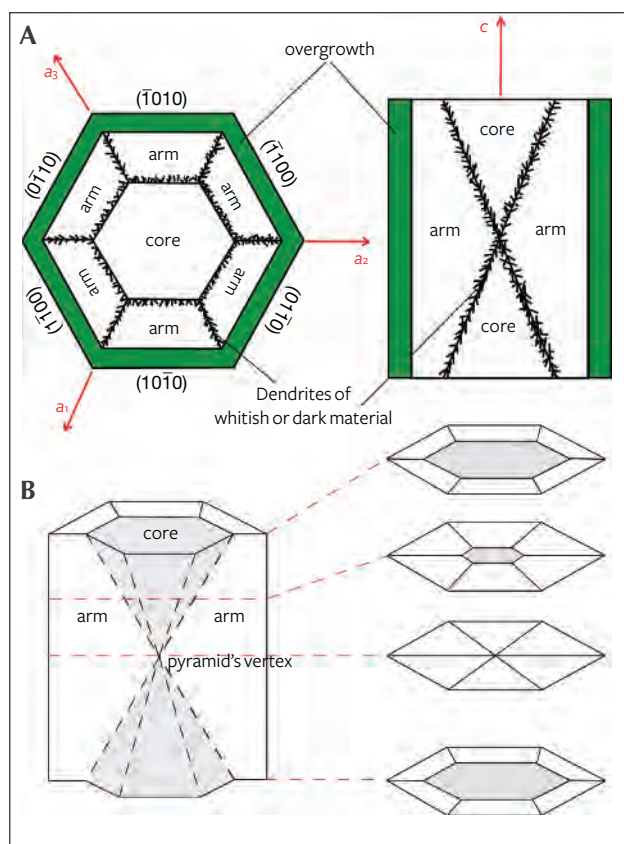 A
c
overgrowth
a₃
(1̄010)
(01̄10)
(1̄100)
arm
arm
arm
core
core
arm
arm
a₂
arm
arm
core
(11̄00)
arm
(011̄0)
(101̄0)
a₁
Dendrites of
whitish or dark material
B
core
arm
arm
pyramid's vertex